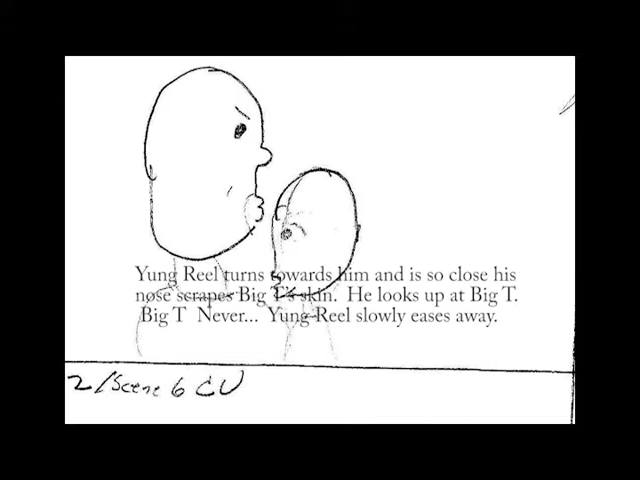 Yung Reel turns towards him and is so close his
nose scrapes Big T's skin. He looks up at Big T.
Big T Never... Yung Reel slowly eases away.
2/Scene 6 CU